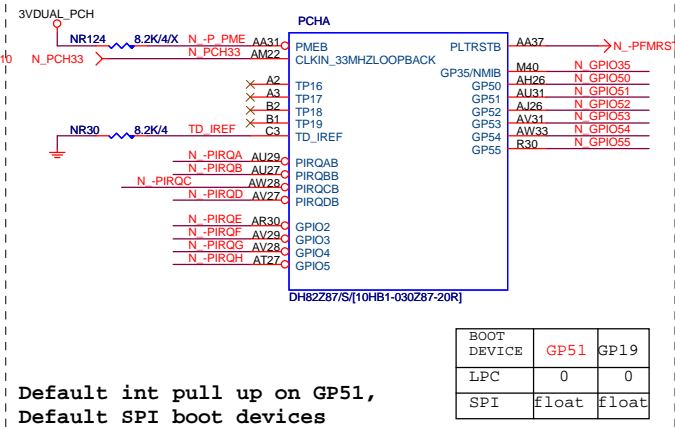 3VDUAL_PCH
PCHA
NR124 8.2K/4/X N_-P_PME AA31 PMEB PLTRSTB AA37 N_-PFMRS
10 N_PCH33 N_PCH33 AM22 CLKIN_33MHZLOOPBACK
GP35/NMIB M40 N_GPIO35
A2 TP16 GP50 AH26 N_GPIO50
A3 TP17 GP51 AU31 N_GPIO51
B2 TP18 GP52 AJ26 N_GPIO52
B1 TP19 GP53 AV31 N_GPIO53
NR30 8.2K/4 TD_IREF C3 TD_IREF GP54 AW33 N_GPIO54
GP55 R30 N_GPIO55
N_-PIRQA AU29 PIRQAB
N_-PIRQB AU27 PIRQBB
N_-PIRQC AW28 PIRQCB
N_-PIRQD AV27 PIRQDB
N_-PIRQE AR30 GPIO2
N_-PIRQF AV29 GPIO3
N_-PIRQG AV28 GPIO4
N_-PIRQH AT27 GPIO5
DH82Z87/S/[10HB1-030Z87-20R]
BOOT
DEVICE GP51 GP19
LPC 0 0
SPI float float
Default int pull up on GP51,
Default SPI boot devices